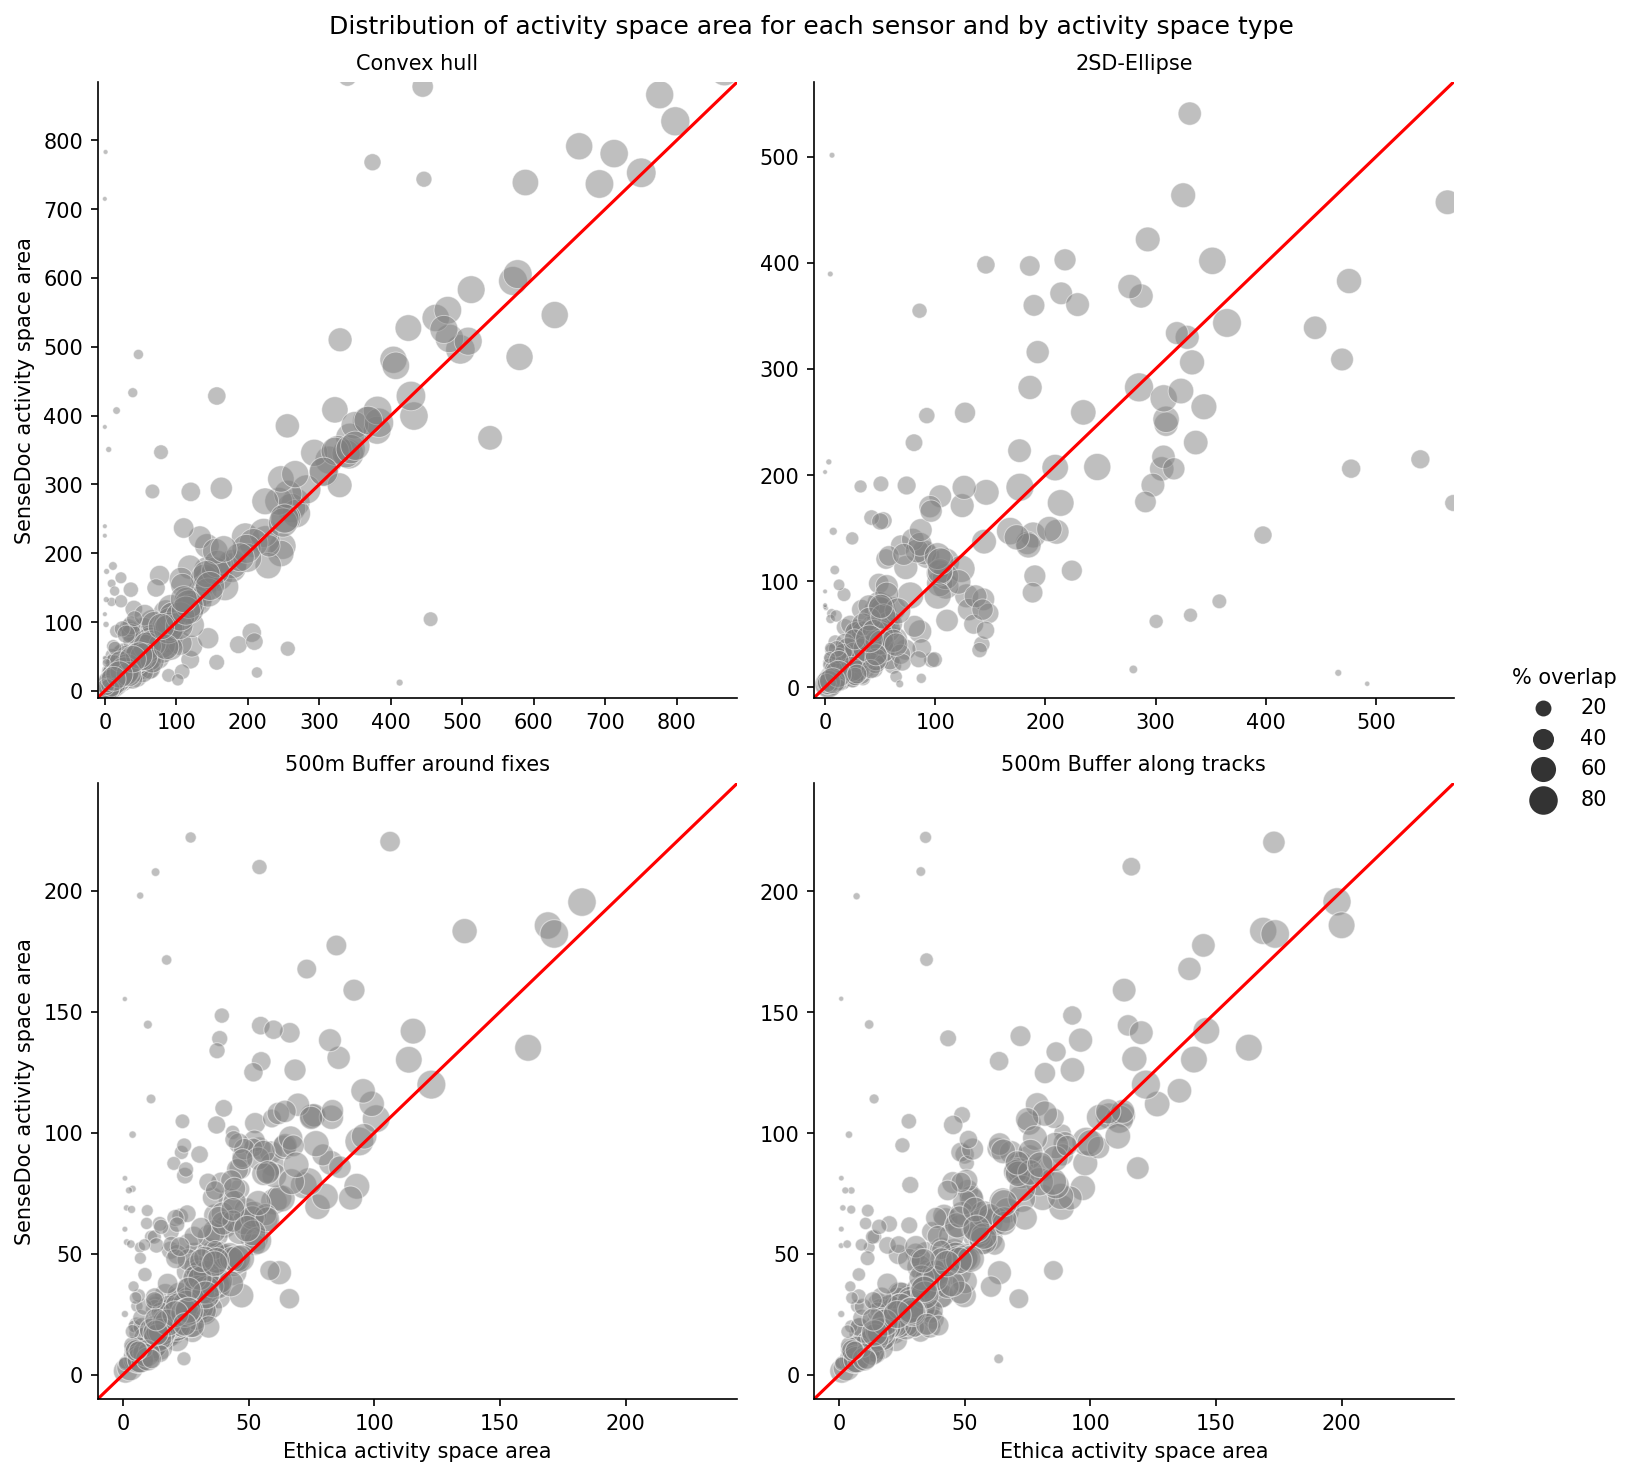 Distribution of activity space area for each sensor and by activity space type
Convex hull
SenseDoc activity space area
800
700
600
500
400
300
200
100
0
0 100 200 300 400 500 600 700 800
2SD-Ellipse
500
400
300
200
100
0
0 100 200 300 400 500
% overlap
20
40
60
80
500m Buffer around fixes
SenseDoc activity space area
200
150
100
50
0
0 50 100 150 200
Ethica activity space area
500m Buffer along tracks
200
150
100
50
0
0 50 100 150 200
Ethica activity space area